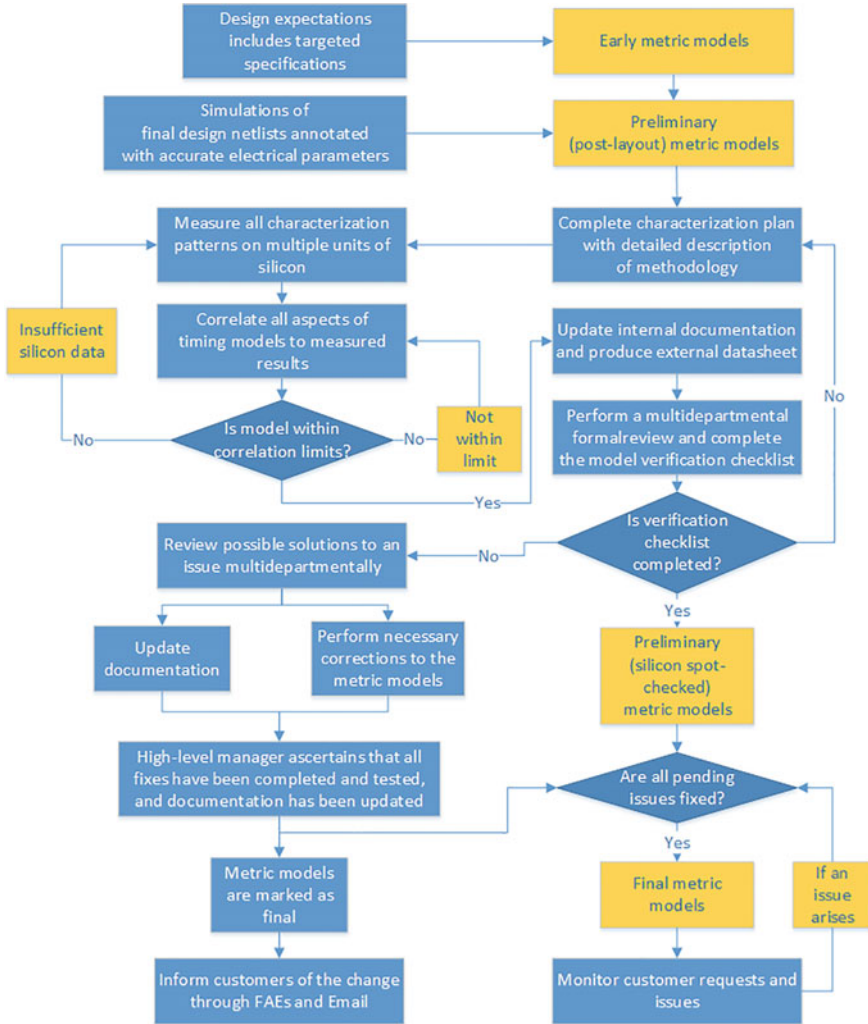 Design expectations
includes targeted
specifications
Early metric models
Simulations of
final design netlists annotated
with accurate electrical parameters
Preliminary
(post-layout) metric models
Measure all characterization
patterns on multiple units of
silicon
Complete characterization plan
with detailed description
of methodology
Insufficient
silicon data
Correlate all aspects of
timing models to measured
results
Update internal documentation
and produce external datasheet
No
No
Is model within
correlation limits?
No
Not
within
limit
Perform a multidepartmental
formalreview and complete
the model verification checklist
Yes
Is verification
checklist
completed?
Review possible solutions to an
issue multidepartmentally
No
Yes
Update
documentation
Perform necessary
corrections to the
metric models
Preliminary
(silicon spot-
checked)
metric models
High-level manager ascertains that all
fixes have been completed and tested,
and documentation has been updated
Are all pending
issues fixed?
Yes
Metric models
are marked as
final
Final metric
models
If an
issue
arises
Inform customers of the change
through FAEs and Email
Monitor customer requests and
issues